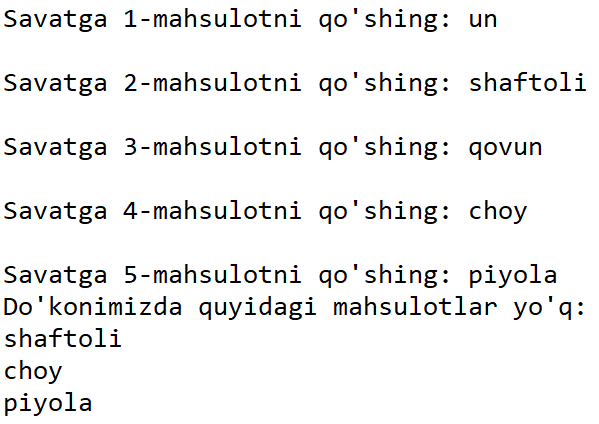 Savatga 1-mahsulotni qo'shing: un
Savatga 2-mahsulotni qo'shing: shaftoli
Savatga 3-mahsulotni qo'shing: qovun
Savatga 4-mahsulotni qo'shing: choy
Savatga 5-mahsulotni qo'shing: piyola
Do'konimizda quyidagi mahsulotlar yo'q:
shaftoli
choy
piyola